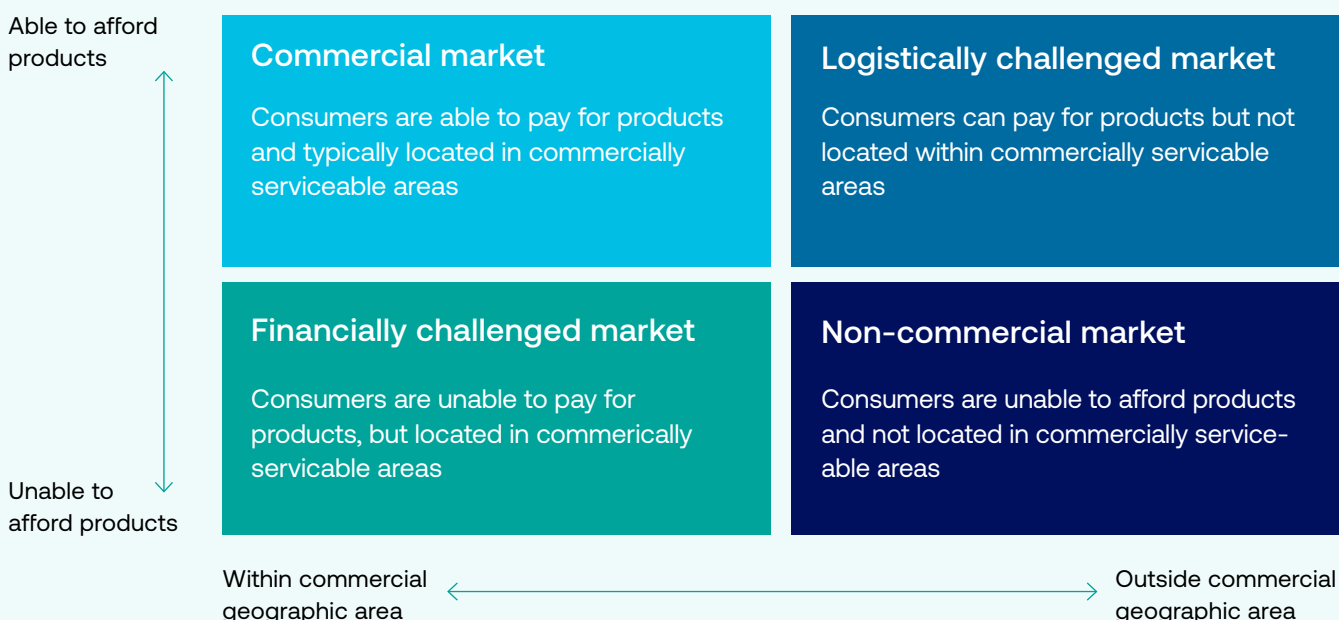 Able to afford
products
Commercial market
Consumers are able to pay for products
and typically located in commercially
serviceable areas
Logistically challenged market
Consumers can pay for products but not
located within commercially servicable
areas
Financially challenged market
Consumers are unable to pay for
products, but located in commerically
servicable areas
Non-commercial market
Consumers are unable to afford products
and not located in commercially service-
able areas
Unable to
afford products
Within commercial
geographic area
Outside commercial
geographic area